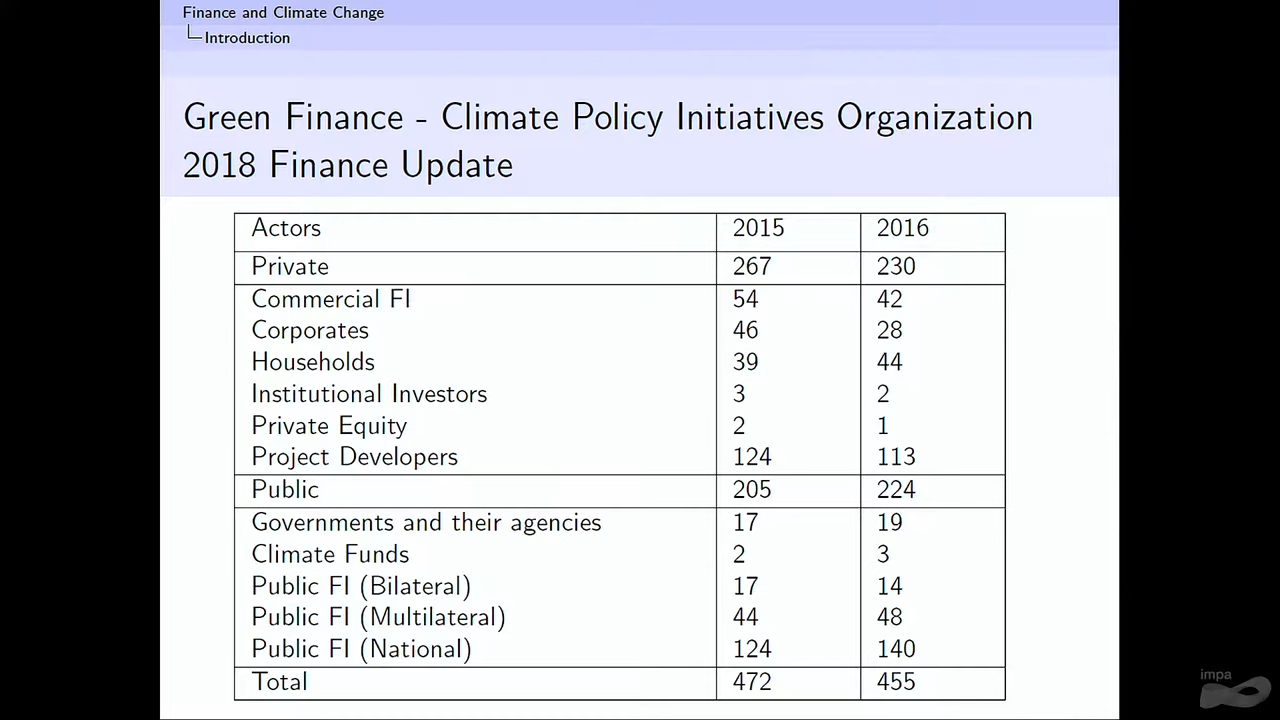 Finance and Climate Change
Introduction
Green Finance - Climate Policy Initiatives Organization
2018 Finance Update
Actors 2015 2016
Private 267 230
Commercial FI 54 42
Corporates 46 28
Households 39 44
Institutional Investors 3 2
Private Equity 2 1
Project Developers 124 113
Public 205 224
Governments and their agencies 17 19
Climate Funds 2 3
Public FI (Bilateral) 17 14
Public FI (Multilateral) 44 48
Public FI (National) 124 140
Total 472 455
impa